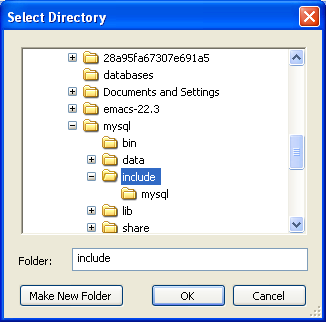 Select Directory
28a95fa67307e691a5
databases
Documents and Settings
emacs-22.3
mysql
bin
data
include
mysql
lib
share
Folder: include
Make New Folder OK Cancel